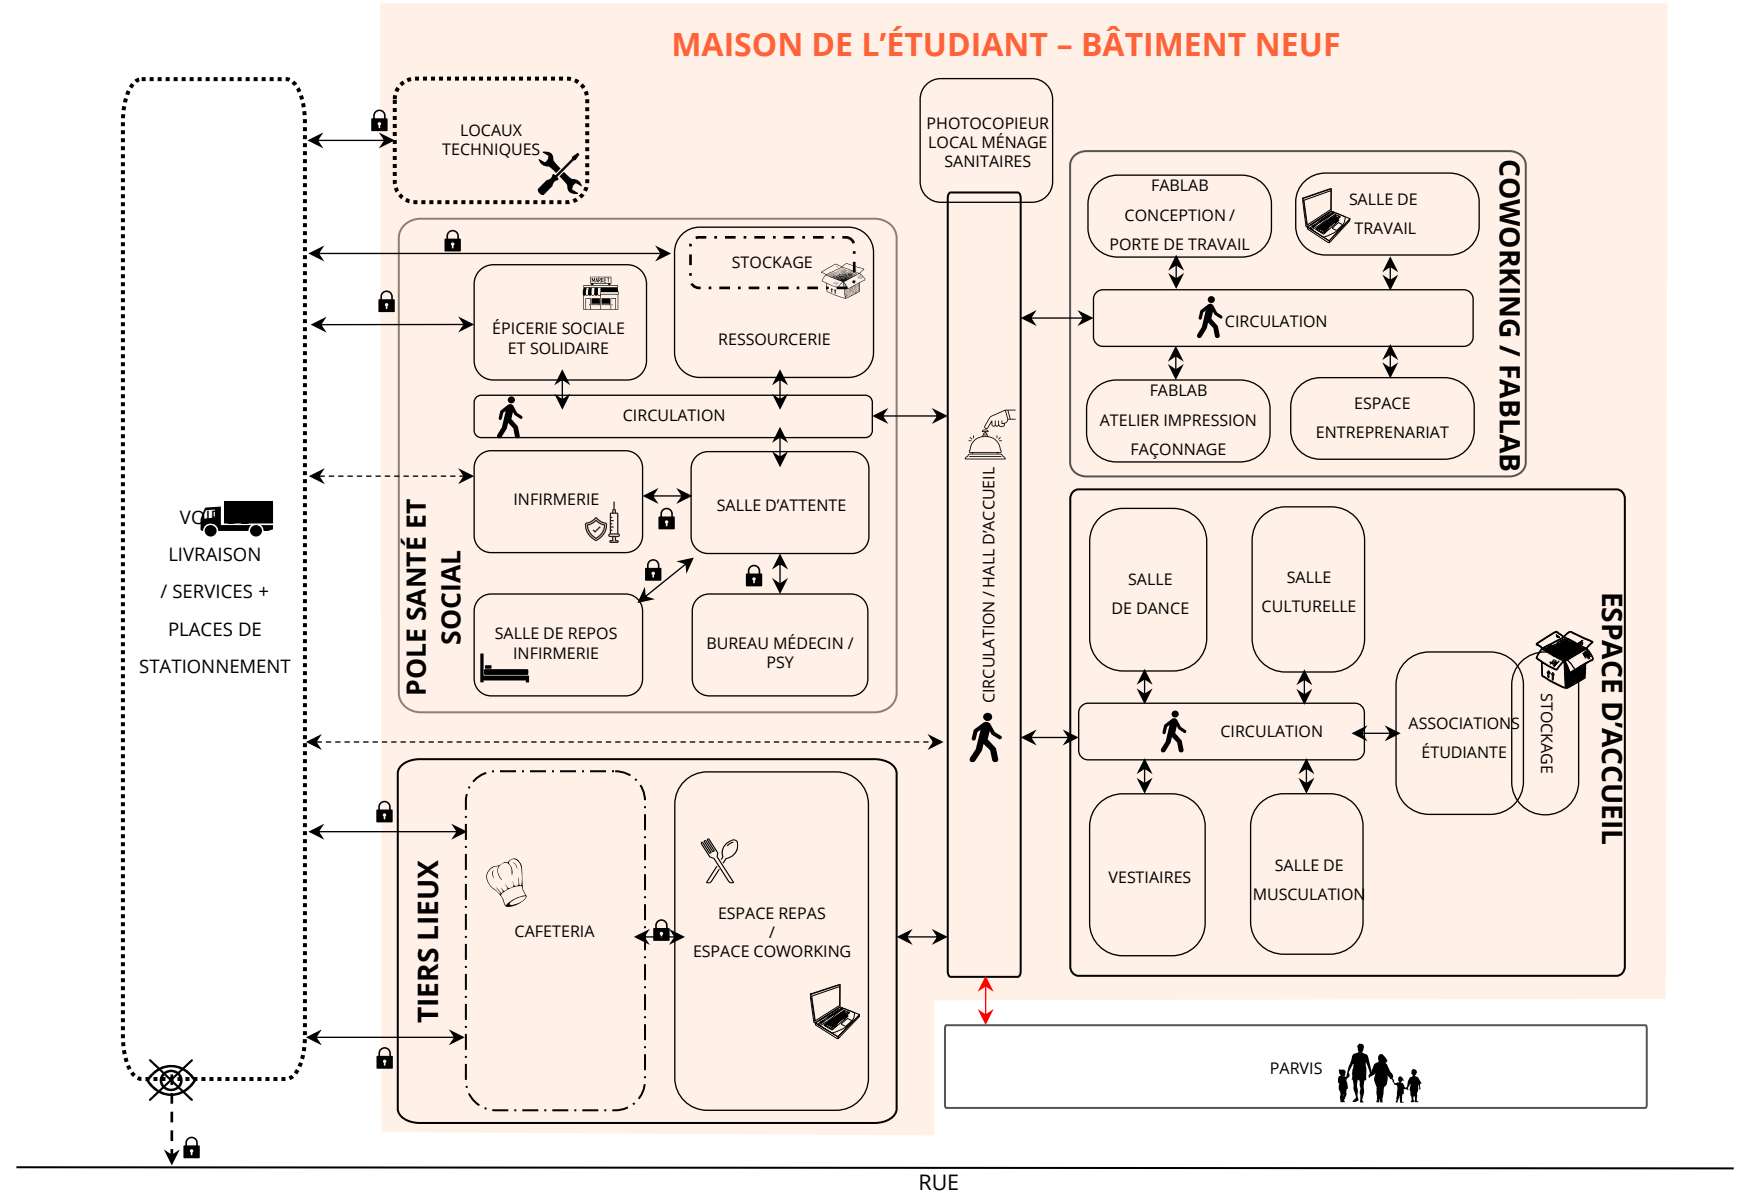 MAISON DE L’ÉTUDIANT – BÂTIMENT NEUF
LOCAUX
TECHNIQUES
PHOTOCOPIEUR
LOCAL MÉNAGE
SANITAIRES
LIVRAISON
/ SERVICES +
PLACES DE
STATIONNEMENT
POLE SANTÉ ET
SOCIAL
STOCKAGE
RESSOURCERIE
MARKET
ÉPICERIE SOCIALE
ET SOLIDAIRE
CIRCULATION
INFIRMERIE
SALLE D’ATTENTE
SALLE DE REPOS
INFIRMERIE
BUREAU MÉDECIN /
PSY
TIERS LIEUX
CAFETERIA
ESPACE REPAS
/
ESPACE COWORKING
CIRCULATION / HALL D’ACCUEIL
COWORKING / FABLAB
FABLAB
CONCEPTION /
PORTE DE TRAVAIL
SALLE DE
TRAVAIL
CIRCULATION
FABLAB
ATELIER IMPRESSION
FAÇONNAGE
ESPACE
ENTREPRENARIAT
ESPACE D’ACCUEIL
SALLE
DE DANCE
SALLE
CULTURELLE
CIRCULATION
ASSOCIATIONS
ÉTUDIANTE
STOCKAGE
VESTIAIRES
SALLE DE
MUSCULATION
PARVIS
RUE